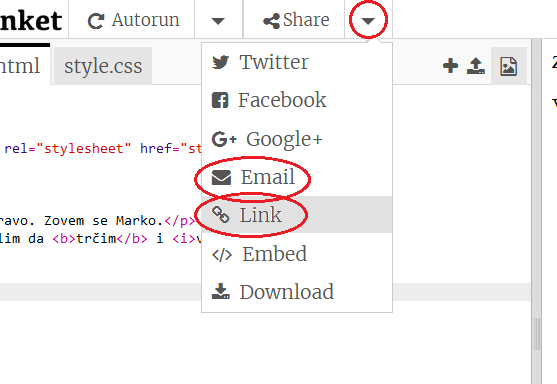 nket
Autorun
Share
html
style.css
Twitter
Facebook
Google+
Email
Link
Embed
Download
rel="stylesheet" href="st
ravo. Zovem se Marko.</p>
lim da <b>trčim</b> i <i>v